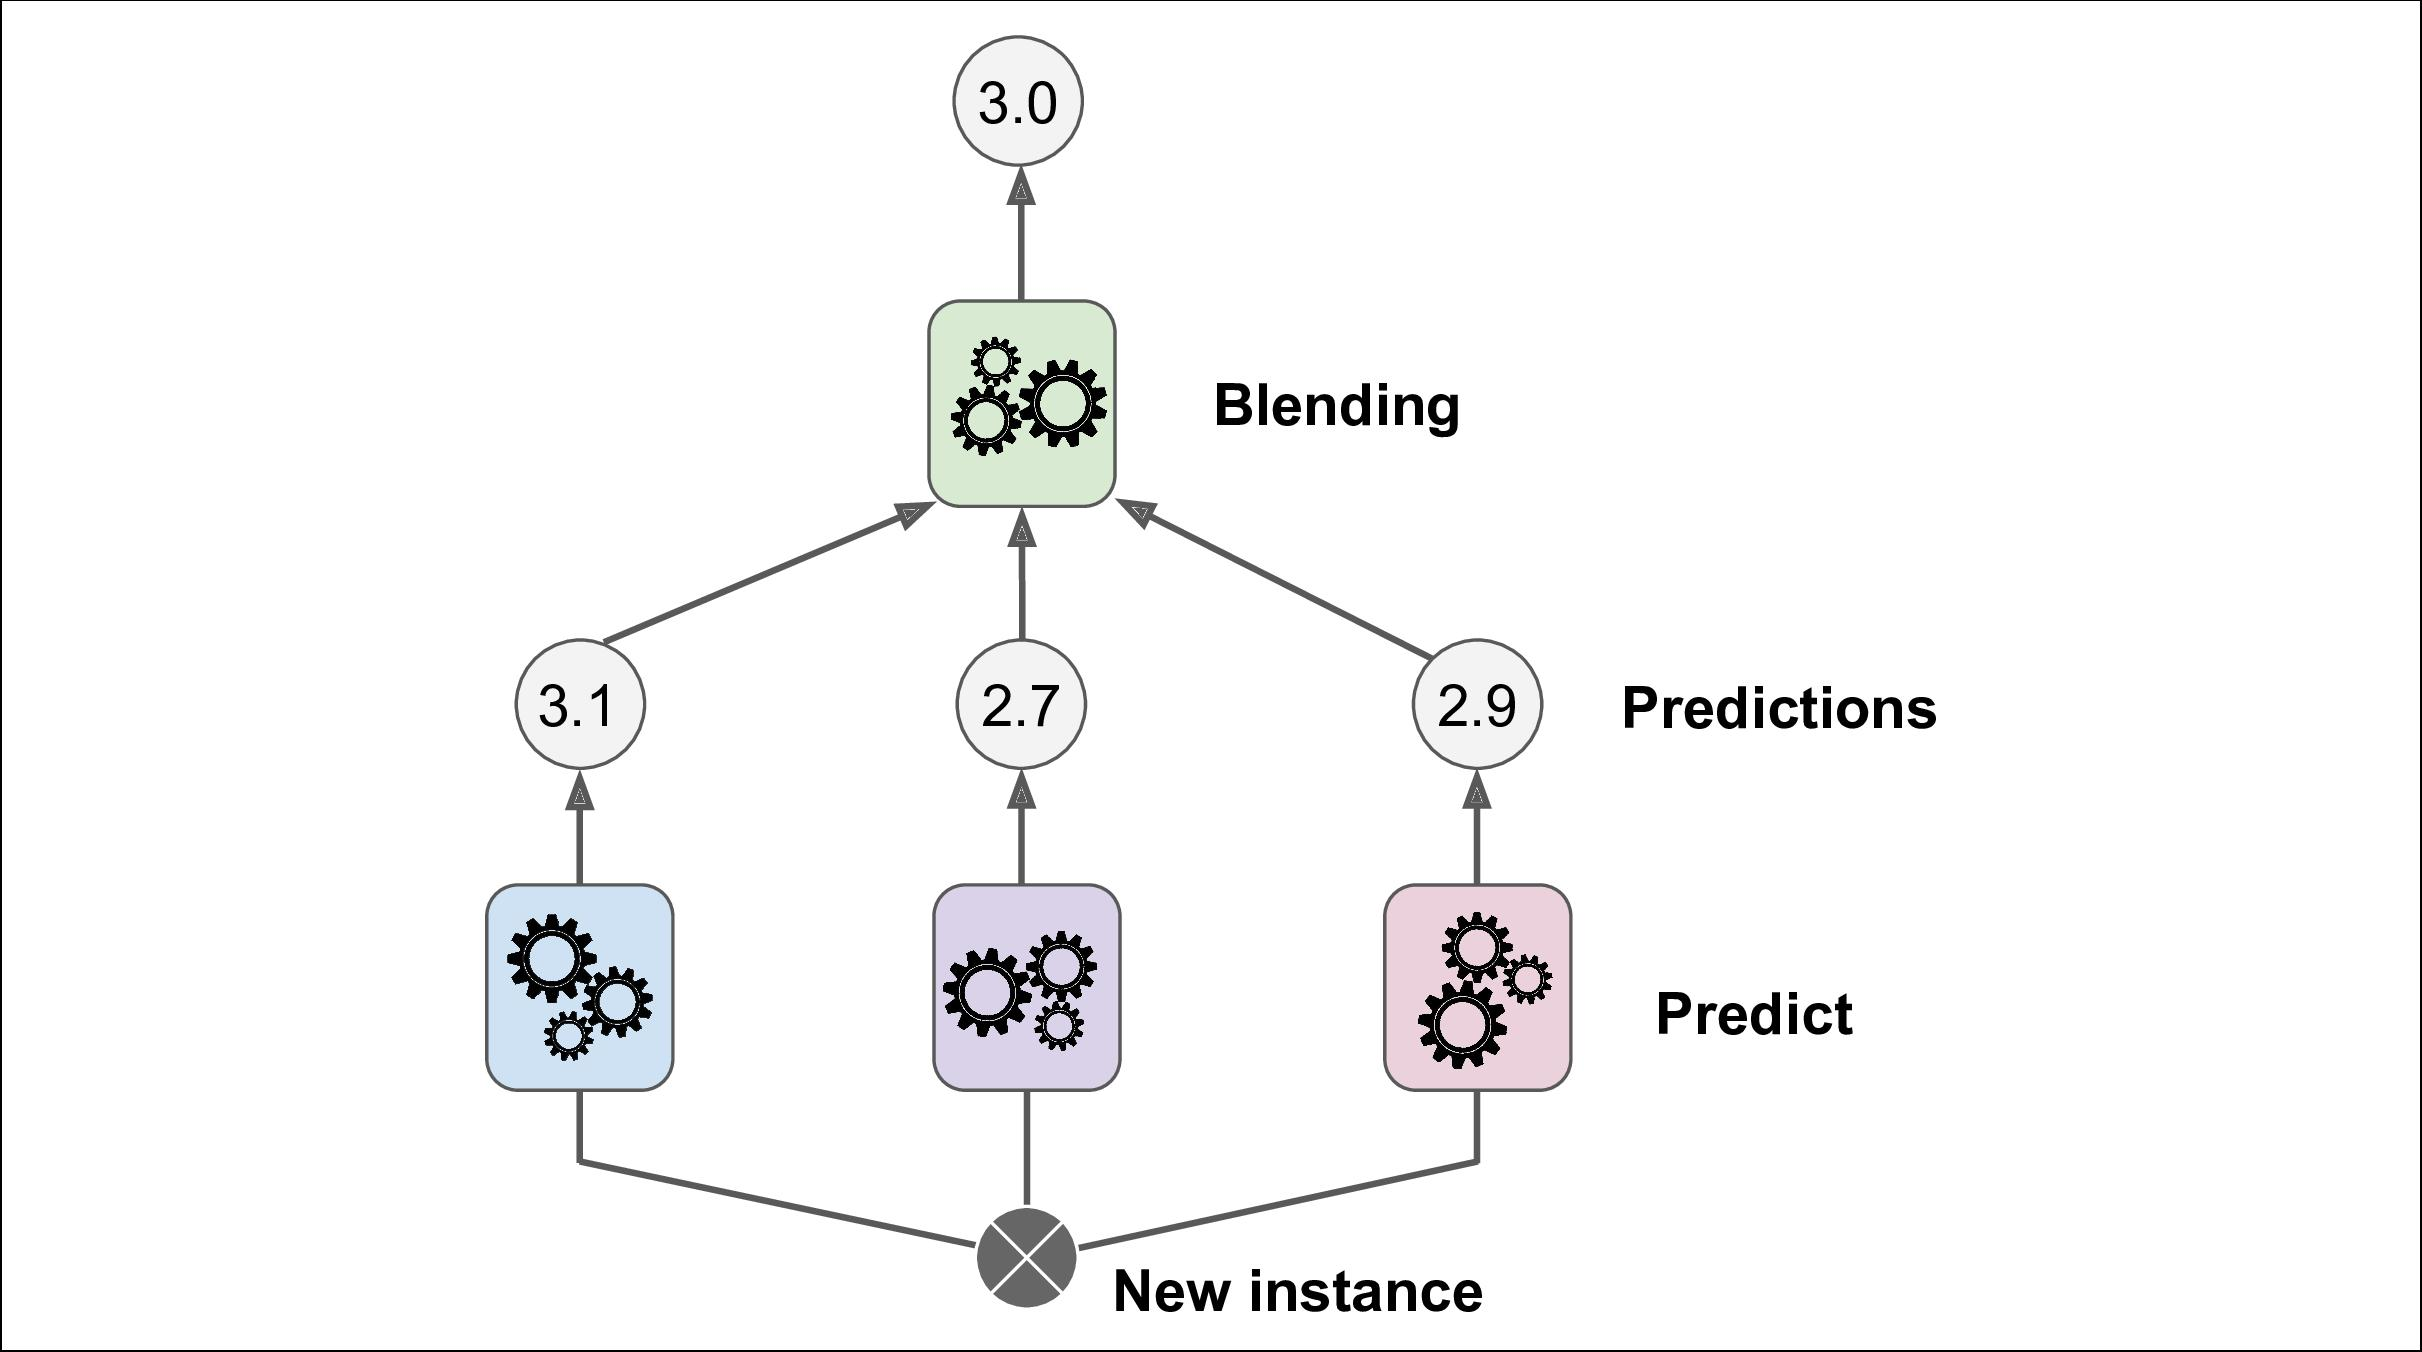 3.0
Blending
3.1
2.7
2.9
Predictions
Predict
New instance